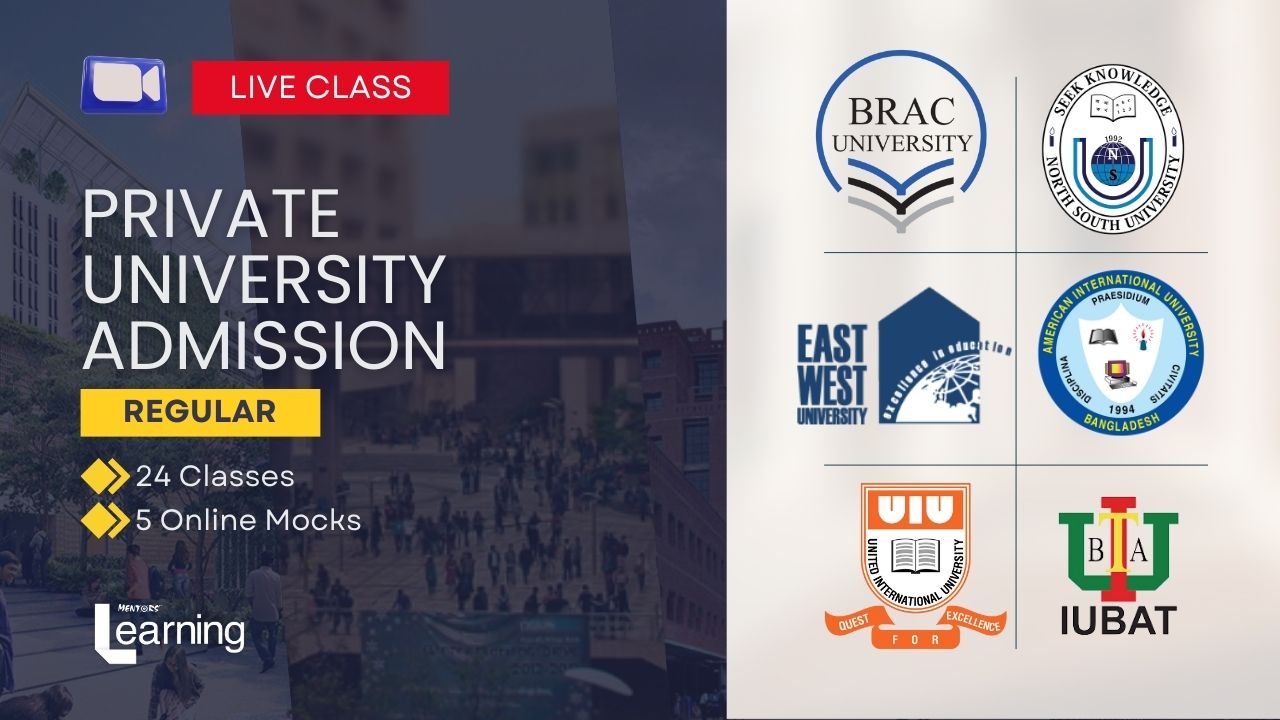 LIVE CLASS
PRIVATE
UNIVERSITY
ADMISSION
REGULAR
24 Classes
5 Online Mocks
MENTORS'
Learning
BRAC
UNIVERSITY
SEEK KNOWLEDGE
1992
N
S
NORTH SOUTH UNIVERSITY
EAST
WEST
UNIVERSITY
excellence in education
AMERICAN INTERNATIONAL UNIVERSITY
PRAESIDIUM
DISCIPLINA
CIVITATIS
1994
BANGLADESH
UIU
UNITED INTERNATIONAL UNIVERSITY
QUEST
FOR
EXCELLENCE
IUBAT
IUBAT